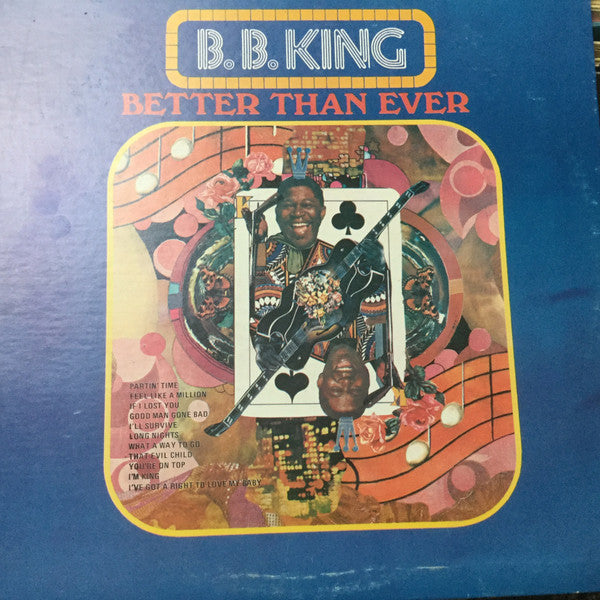 B.B. KING
BETTER THAN EVER
K
PARTIN' TIME
FEEL LIKE A MILLION
IF I LOST YOU
GOOD MAN GONE BAD
I'LL SURVIVE
LONG NIGHTS
WHAT A WAY TO GO
THAT EVIL CHILD
YOU'RE ON TOP
I'M KING
I'VE GOT A RIGHT TO LOVE MY BABY